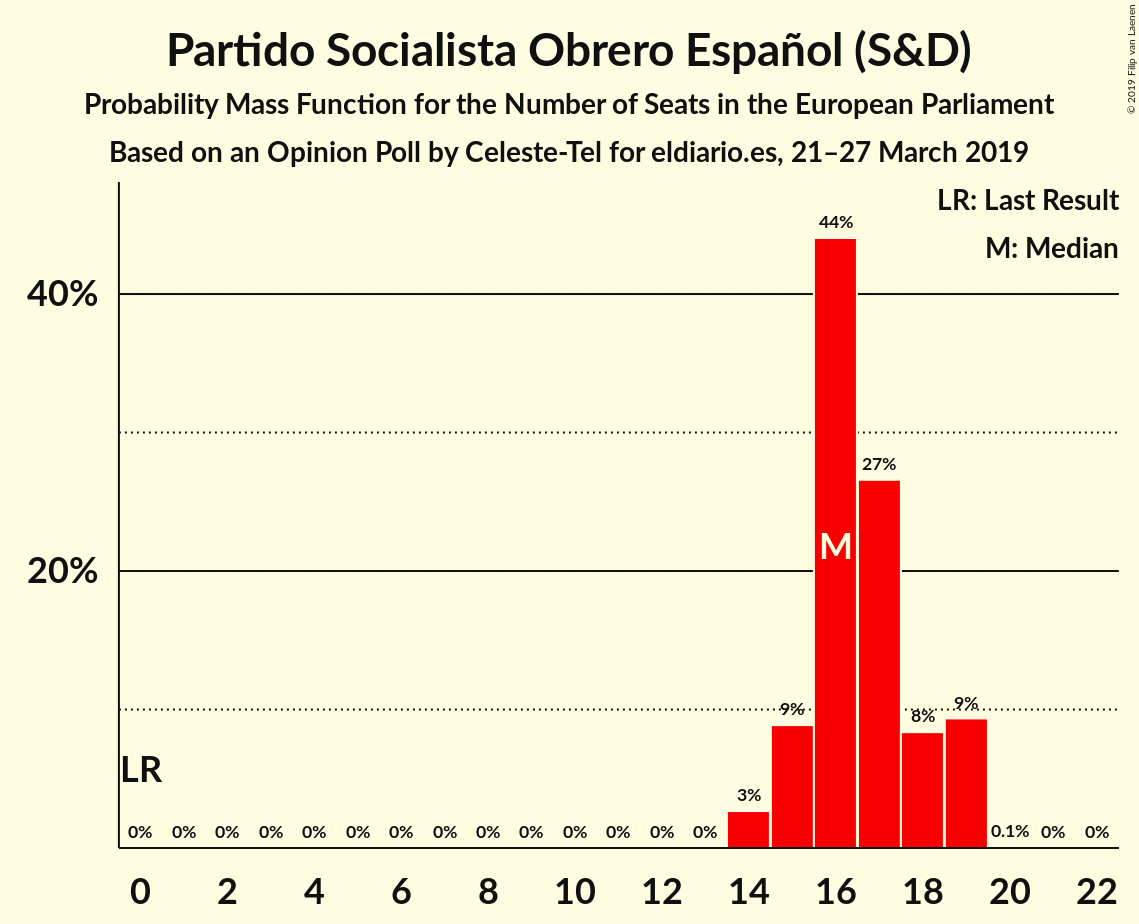 Partido Socialista Obrero Español (S&D)
Probability Mass Function for the Number of Seats in the European Parliament
Based on an Opinion Poll by Celeste-Tel for eldiario.es, 21–27 March 2019
© 2019 Filip van Laenen
LR: Last Result
M: Median
44%
40%
27%
M
20%
9%
8%
9%
LR
3%
0% 0% 0% 0% 0% 0% 0% 0% 0% 0% 0% 0% 0% 0% 0.1% 0% 0%
0 2 4 6 8 10 12 14 16 18 20 22